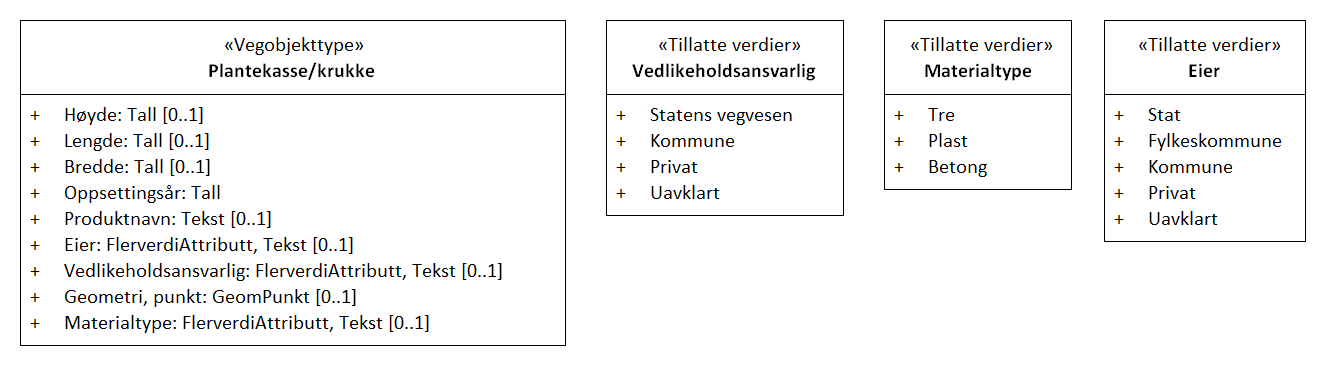 «Vegobjekttype»
Plantekasse/krukke
+ Høyde: Tall [0..1]
+ Lengde: Tall [0..1]
+ Bredde: Tall [0..1]
+ Oppsettingsår: Tall
+ Produktnavn: Tekst [0..1]
+ Eier: FlerverdiAttributt, Tekst [0..1]
+ Vedlikeholdsansvarlig: FlerverdiAttributt, Tekst [0..1]
+ Geometri, punkt: GeomPunkt [0..1]
+ Materialtype: FlerverdiAttributt, Tekst [0..1]
«Tillatte verdier»
Vedlikeholdsansvarlig
+ Statens vegvesen
+ Kommune
+ Privat
+ Uavklart
«Tillatte verdier»
Materialtype
+ Tre
+ Plast
+ Betong
«Tillatte verdier»
Eier
+ Stat
+ Fylkeskommune
+ Kommune
+ Privat
+ Uavklart